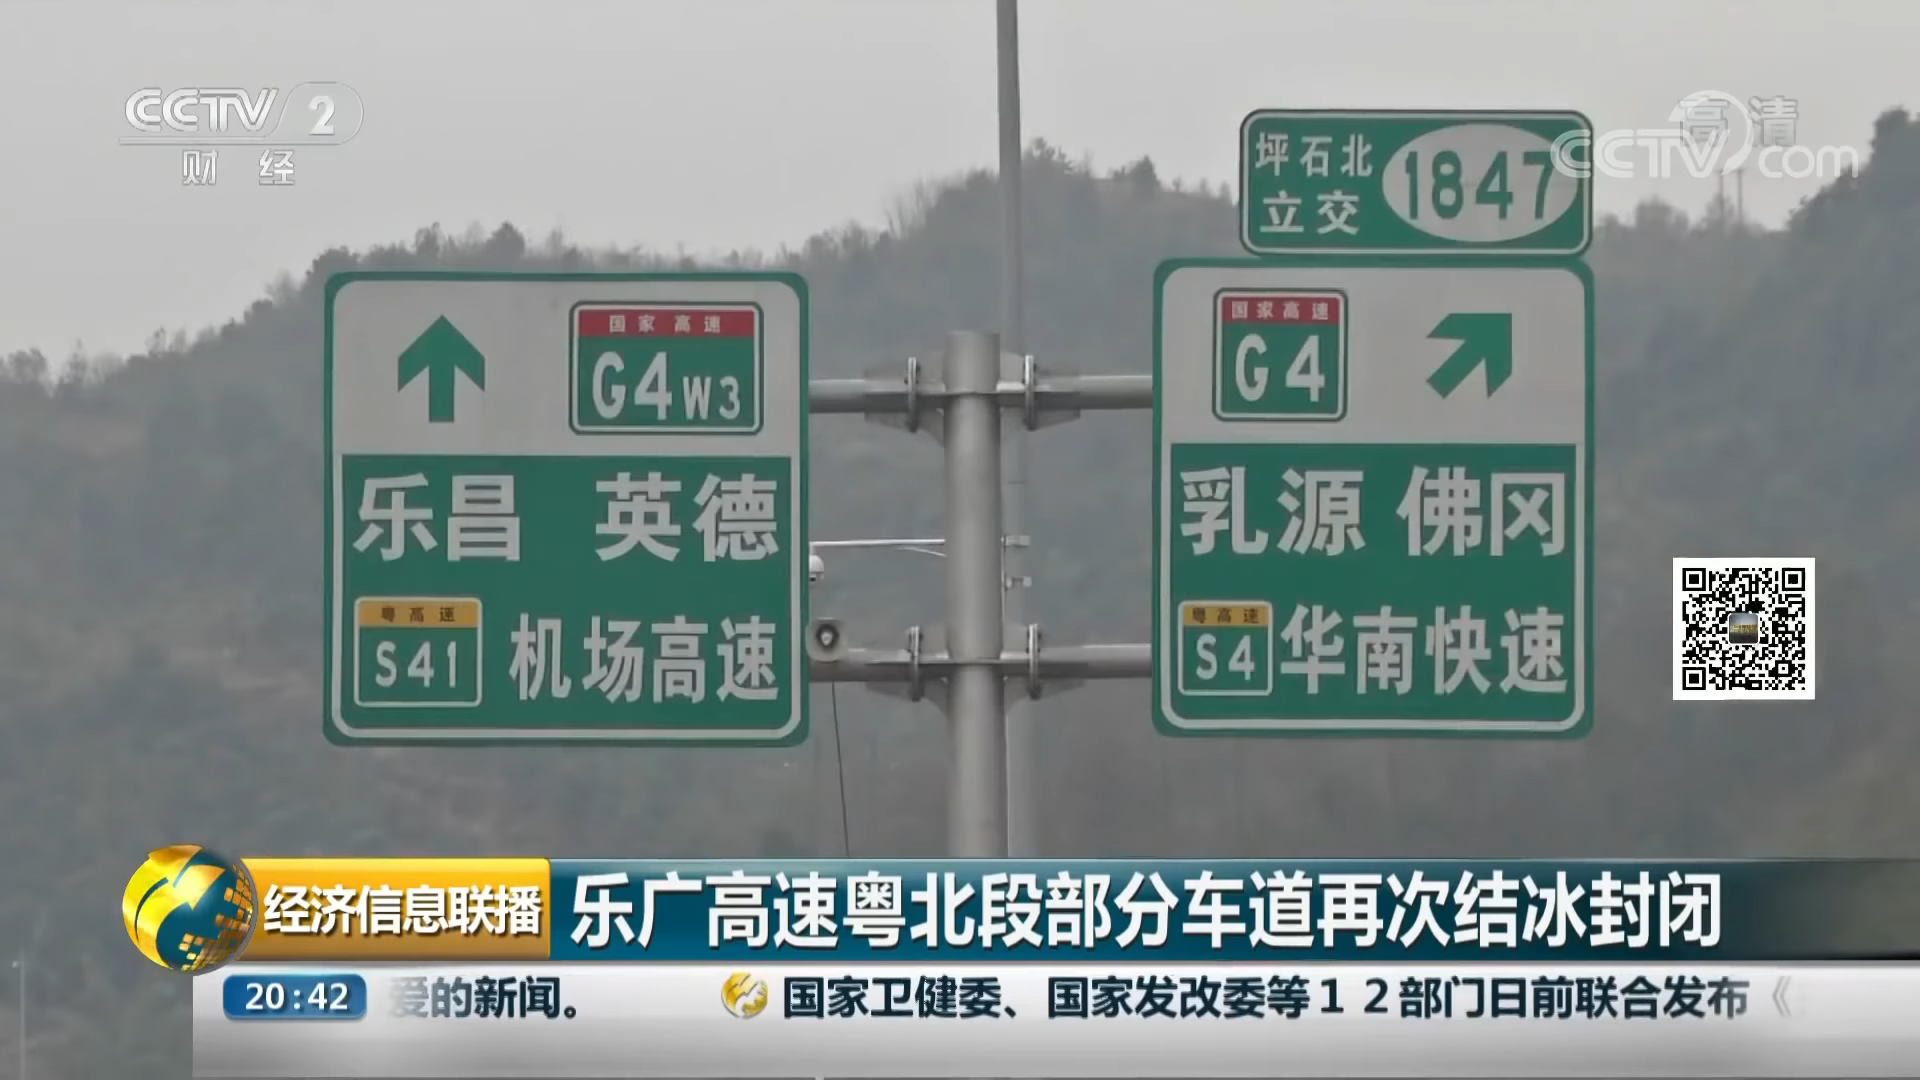 CCTV 2
财 经
高清
CCTV.com
坪石北
立交
1847
国家高速
G4W3
乐昌 英德
粤高速
S41
机场高速
国家高速
G4
乳源 佛冈
粤高速
S4
华南快速
经济信息联播
乐广高速粤北段部分车道再次结冰封闭
20:42
爱的新闻。
国家卫健委、国家发改委等12部门日前联合发布《